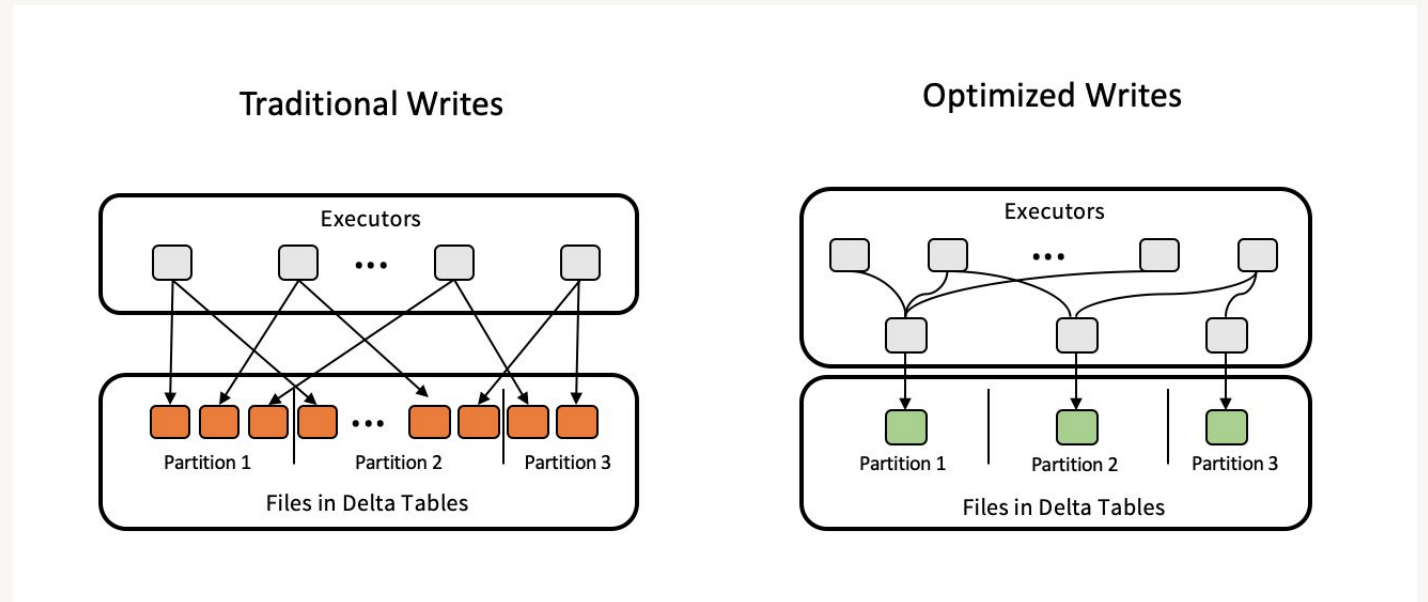 Traditional Writes
Executors
...
...
Partition 1
Partition 2
Partition 3
Files in Delta Tables
Optimized Writes
Executors
...
Partition 1
Partition 2
Partition 3
Files in Delta Tables